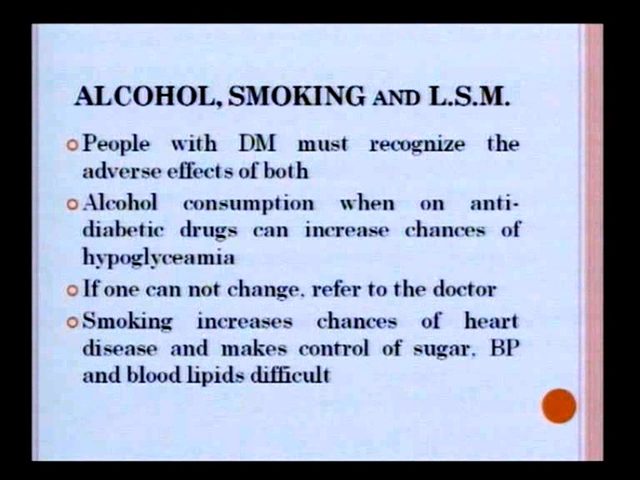 ALCOHOL, SMOKING AND L.S.M.
People with DM must recognize the
adverse effects of both
Alcohol consumption when on anti-
diabetic drugs can increase chances of
hypoglyceamia
If one can not change, refer to the doctor
Smoking increases chances of heart
disease and makes control of sugar, BP
and blood lipids difficult